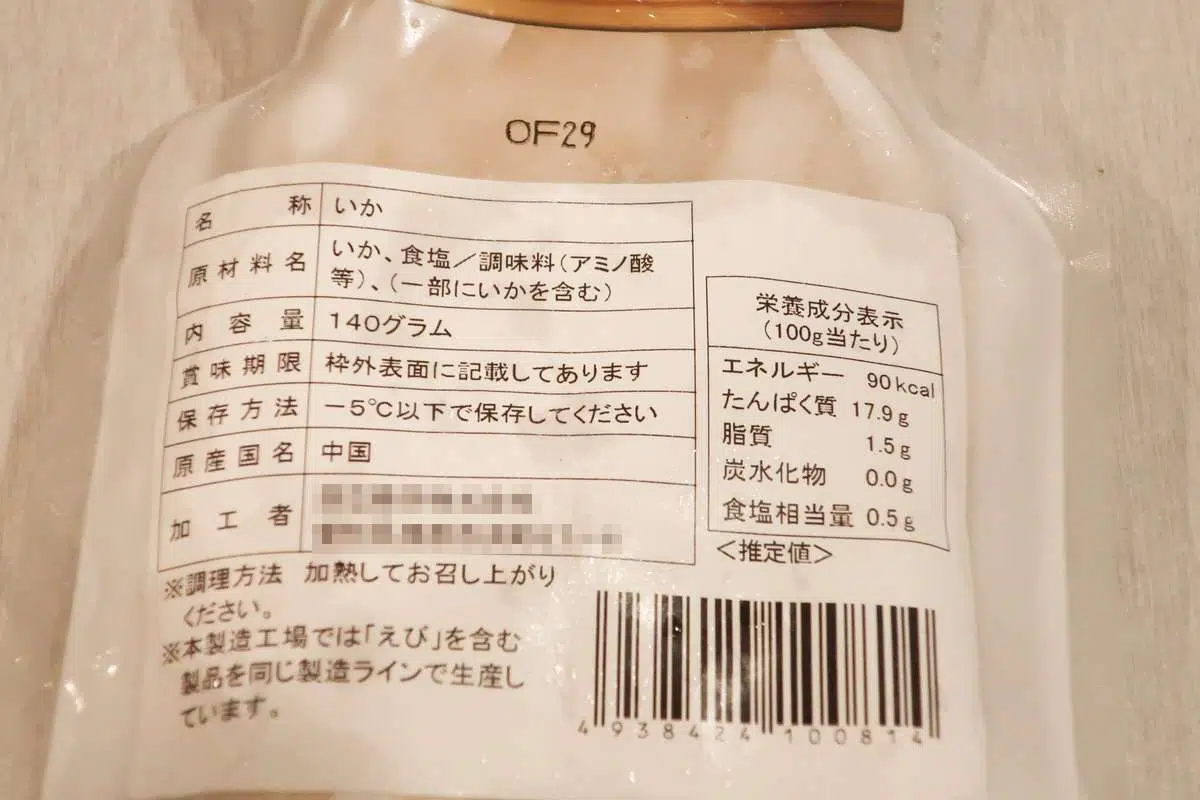 OF29
名称 いか
原材料名 いか、食塩／調味料（アミノ酸
等）、（一部にいかを含む）
内容量 140グラム
賞味期限 枠外表面に記載してあります
保存方法 －5℃以下で保存してください
原産国名 中国
加工者
※調理方法 加熱してお召し上がり
ください。
※本製造工場では「えび」を含む
製品を同じ製造ラインで生産し
ています。
栄養成分表示
（100g当たり）
エネルギー 90kcal
たんぱく質 17.9g
脂質 1.5g
炭水化物 0.0g
食塩相当量 0.5g
＜推定値＞
4938424100814